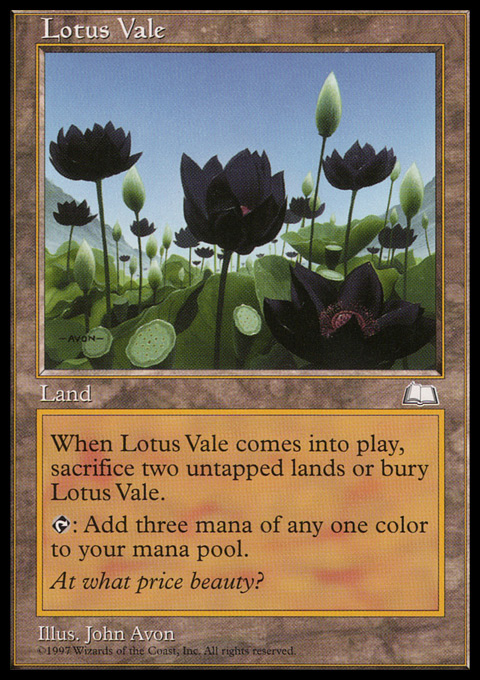 Lotus Vale
—AVON—
Land
When Lotus Vale comes into play,
sacrifice two untapped lands or bury
Lotus Vale.
: Add three mana of any one color
to your mana pool.
At what price beauty?
Illus. John Avon
©1997 Wizards of the Coast, Inc. All rights reserved.